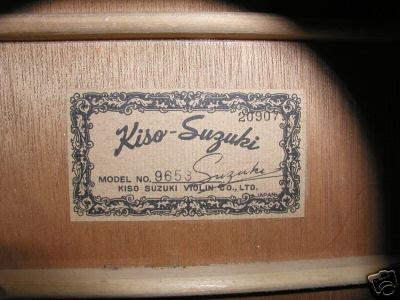 20907
Kiso-Suzuki
MODEL NO. 9653 Suzuki
KISO SUZUKI VIOLIN CO., LTD.
JAPAN